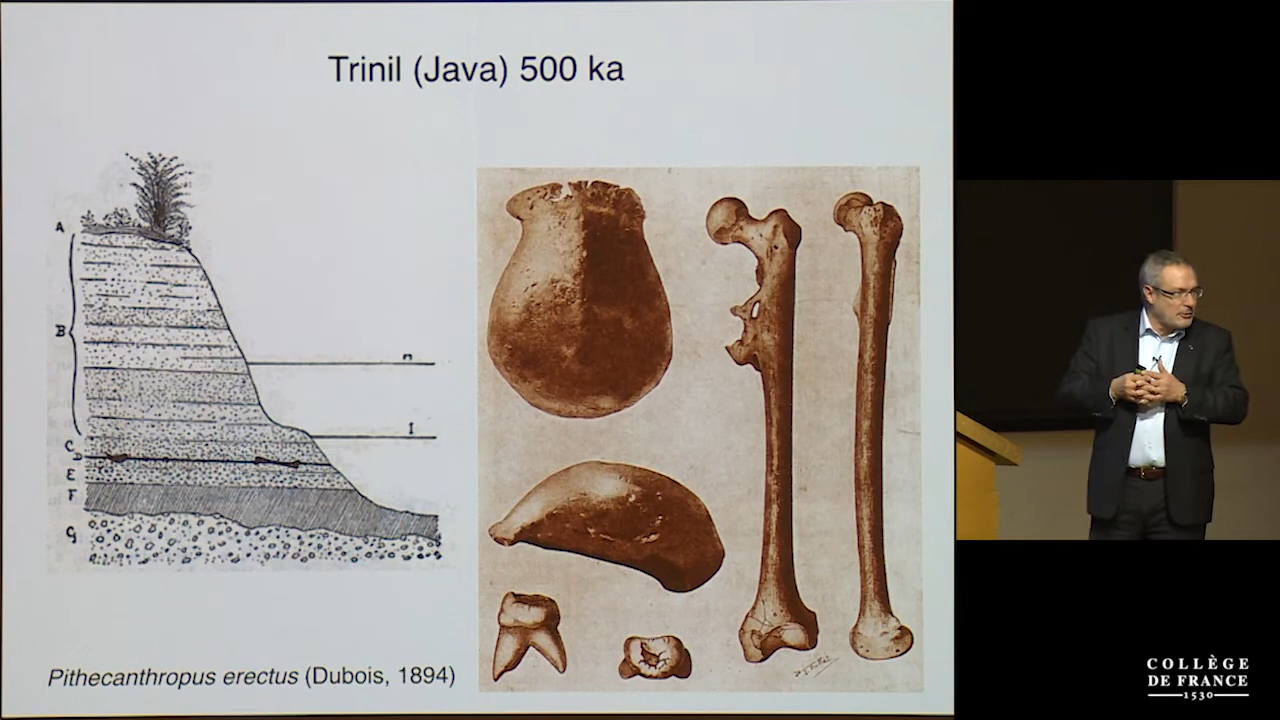 Trinil (Java) 500 ka
A
B
C
D
E
F
G
I
Pithecanthropus erectus (Dubois, 1894)
COLLÈGE
DE FRANCE
1530